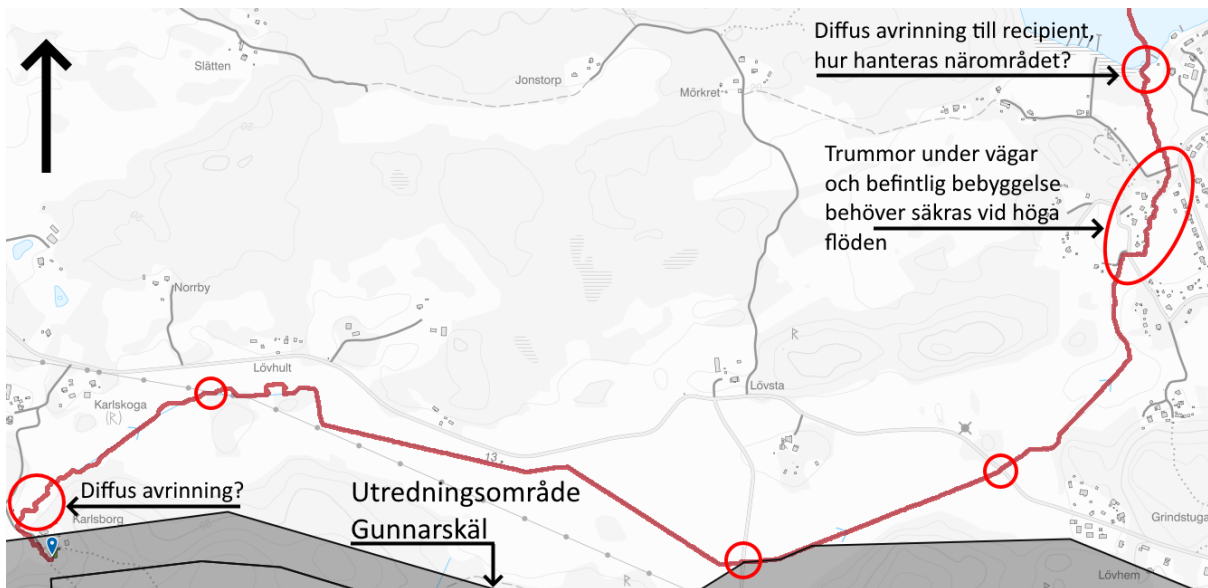 Diffus avrinning till recipient,
hur hanteras närområdet?
Slätten
Jonstorp
Mörkret
Trummor under vägar
och befintlig bebyggelse
behöver säkras vid höga
flöden
Norrby
R
Lövhult
Lövsta
Karlskoga
(R)
13
Diffus avrinning?
Utredningsområde
Gunnarskäl
Karlsborg
Grindstuga
R
Lövhem